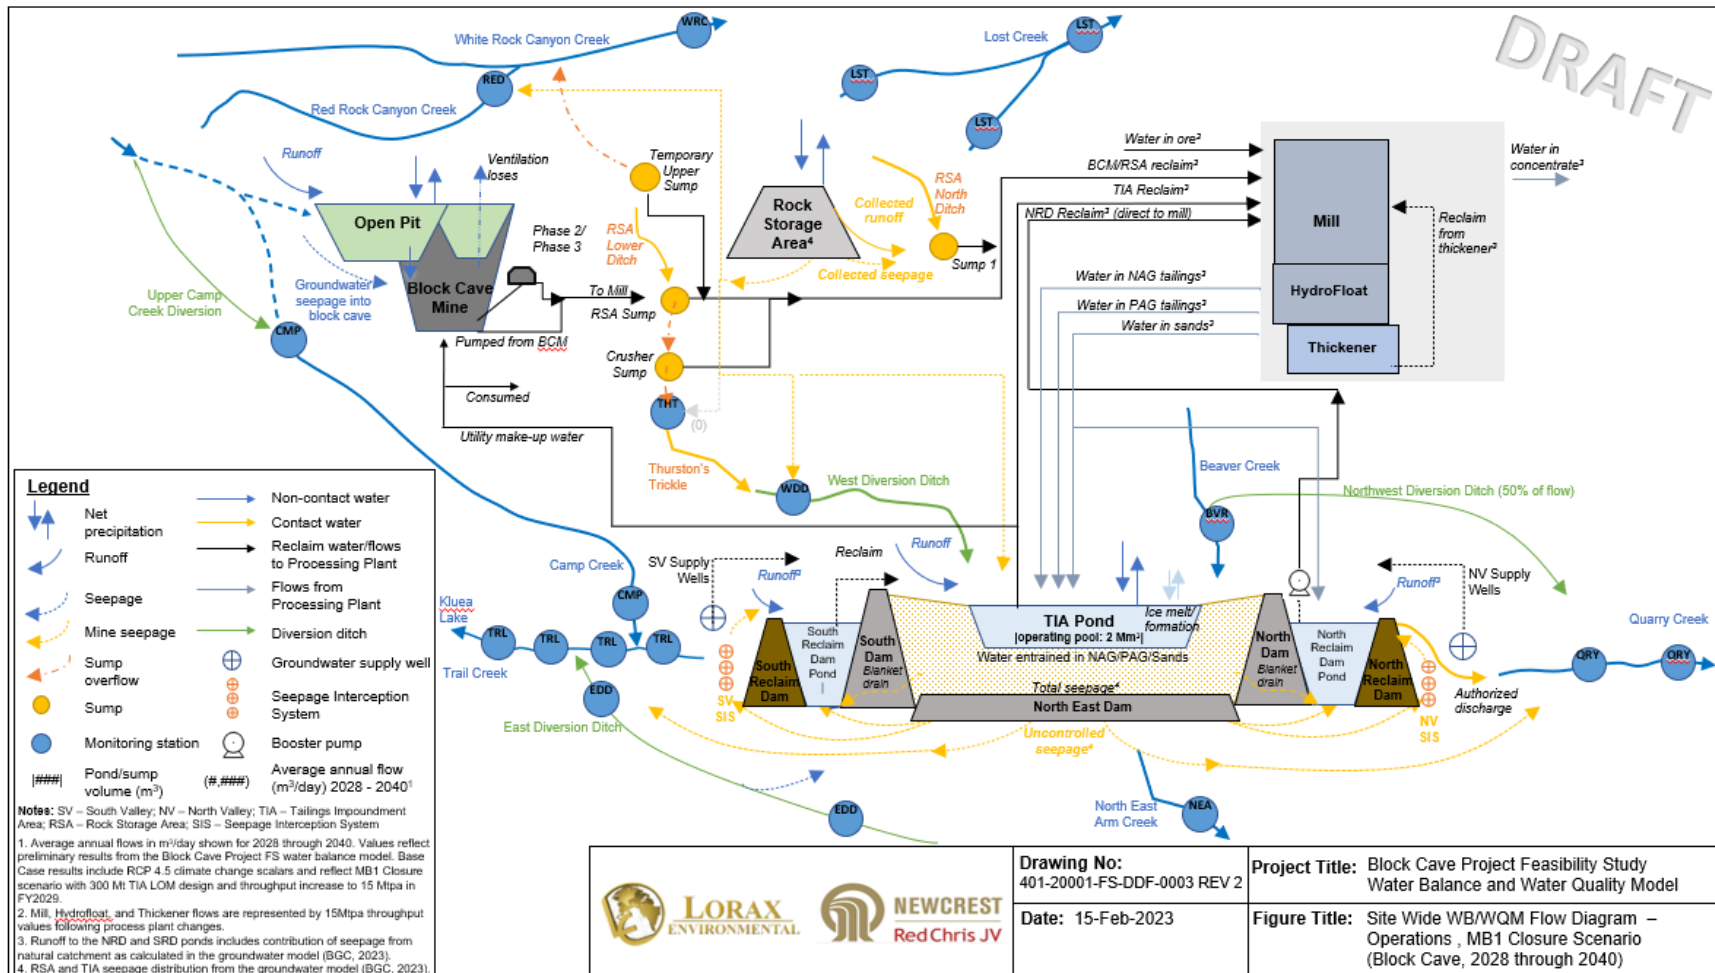 DRAFT
White Rock Canyon Creek
WRC
Lost Creek
LST
LST
LST
RED
Red Rock Canyon Creek
Runoff
Ventilation
loses
Temporary
Upper
Sump
Open Pit
Phase 2/
Phase 3
Block Cave
Mine
Groundwater
seepage into
block cave
Upper Camp
Creek Diversion
CMP
Pumped from BCM
To Mill
RSA Sump
RSA
Lower
Ditch
Crusher
Sump
THT
(0)
Consumed
Utility make-up water
Rock
Storage
Area⁴
Collected
runoff
Collected seepage
RSA
North
Ditch
Sump 1
Water in ore²
BCM/RSA reclaim³
TIA Reclaim³
NRD Reclaim³ (direct to mill)
Water in NAG tailings³
Water in PAG tailings³
Water in sands³
Mill
HydroFloat
Thickener
Reclaim
from
thickener³
Water in
concentrate³
Thurston's
Trickle
WDD
West Diversion Ditch
Beaver Creek
BVR
Northwest Diversion Ditch (50% of flow)
Camp Creek
CMP
Kluea
Lake
Trail Creek
TRL
TRL
TRL
TRL
EDD
East Diversion Ditch
EDD
SV Supply
Wells
Runoff³
Reclaim
Runoff
SV
SIS
South
Reclaim
Dam
South
Reclaim
Dam
Pond
South
Dam
Blanket
drain
TIA Pond
|operating pool: 2 Mm³|
Ice melt/
formation
Water entrained in NAG/PAG/Sands
Total seepage⁴
North East Dam
Uncontrolled
seepage⁴
North
Dam
Blanket
drain
North
Reclaim
Dam
Pond
North
Reclaim
Dam
Runoff³
NV Supply
Wells
NV
SIS
Authorized
discharge
Quarry Creek
QRY
QRY
North East
Arm Creek
NEA
Legend
Net
precipitation
Runoff
Seepage
Mine seepage
Sump
overflow
Sump
Monitoring station
|###|
Pond/sump
volume (m³)
Non-contact water
Contact water
Reclaim water/flows
to Processing Plant
Flows from
Processing Plant
Diversion ditch
Groundwater supply well
Seepage Interception
System
Booster pump
(#,###)
Average annual flow
(m³/day) 2028 - 2040¹
Notes: SV – South Valley; NV – North Valley; TIA – Tailings Impoundment
Area; RSA – Rock Storage Area; SIS – Seepage Interception System
1. Average annual flows in m³/day shown for 2028 through 2040. Values reflect
preliminary results from the Block Cave Project FS water balance model. Base
Case results include RCP 4.5 climate change scalars and reflect MB1 Closure
scenario with 300 Mt TIA LOM design and throughput increase to 15 Mtpa in
FY2029.
2. Mill, Hydrofloat, and Thickener flows are represented by 15Mtpa throughput
values following process plant changes.
3. Runoff to the NRD and SRD ponds includes contribution of seepage from
natural catchment as calculated in the groundwater model (BGC, 2023).
4. RSA and TIA seepage distribution from the groundwater model (BGC, 2023).
LORAX
ENVIRONMENTAL
NEWCREST
Red Chris JV
Drawing No:
401-20001-FS-DDF-0003 REV 2
Date: 15-Feb-2023
Project Title: Block Cave Project Feasibility Study
Water Balance and Water Quality Model
Figure Title: Site Wide WB/WQM Flow Diagram –
Operations , MB1 Closure Scenario
(Block Cave, 2028 through 2040)